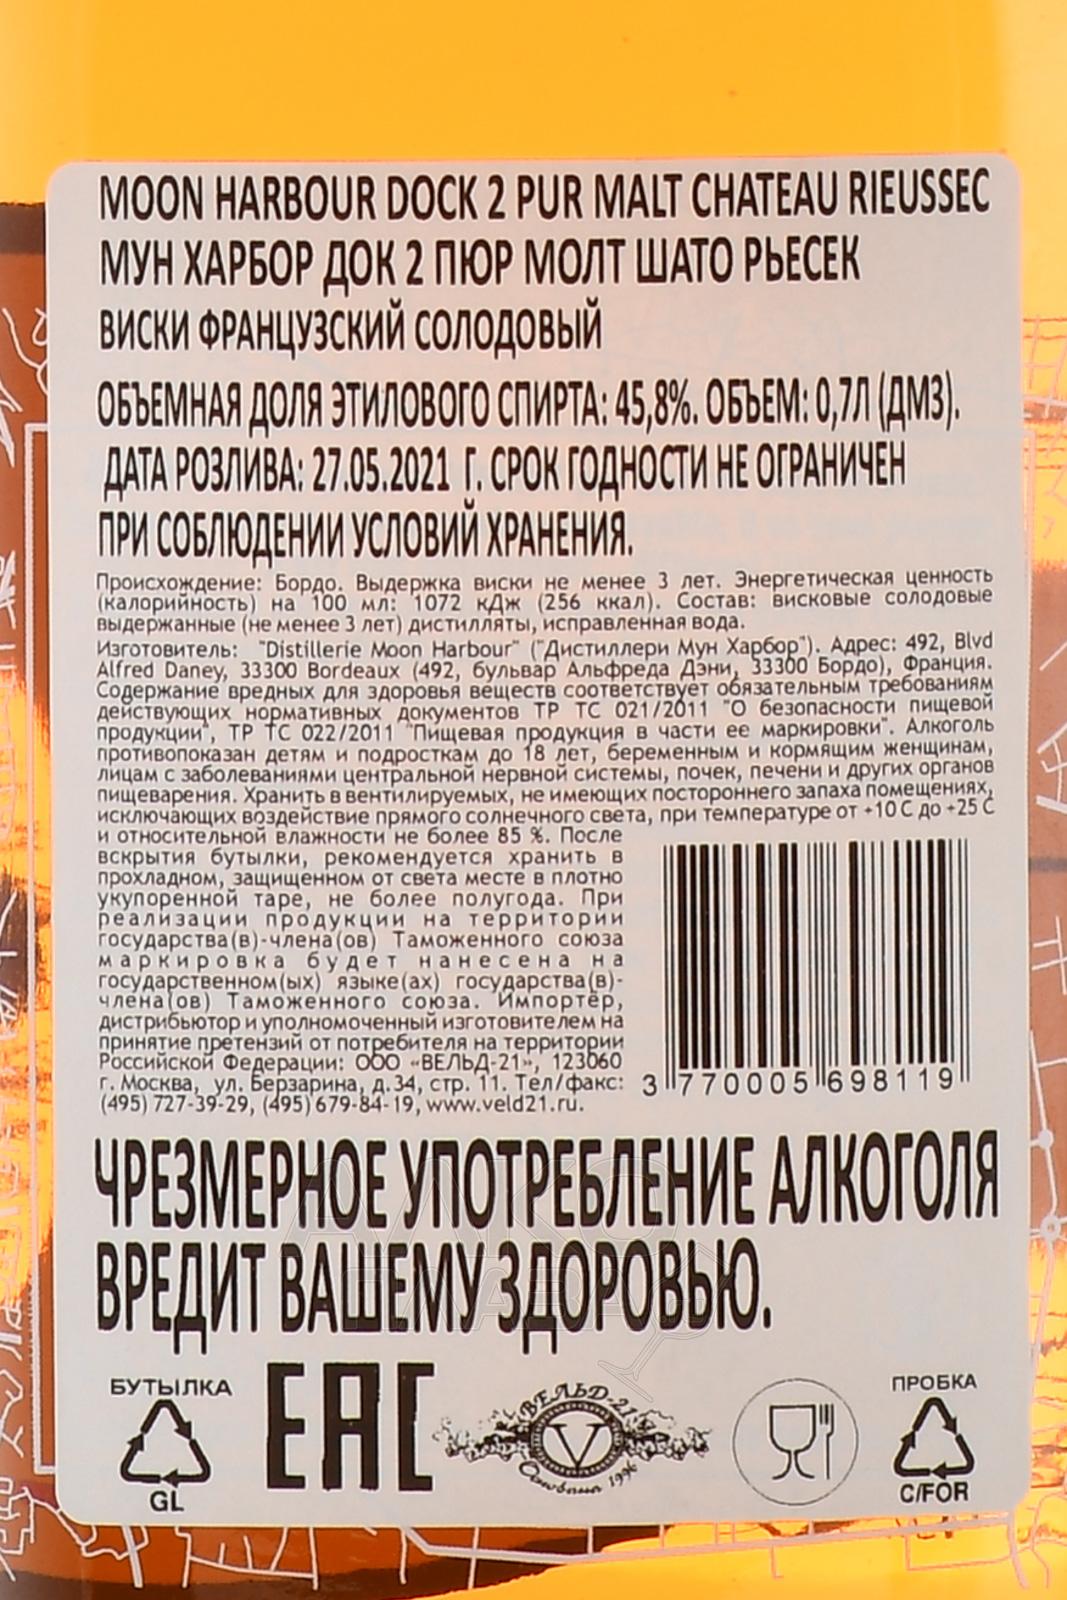 MOON HARBOUR DOCK 2 PUR MALT CHATEAU RIEUSSEC
МУН ХАРБОР ДОК 2 ПЮР МОЛТ ШАТО РЬЕСЕК
ВИСКИ ФРАНЦУЗСКИЙ СОЛОДОВЫЙ
ОБЪЕМНАЯ ДОЛЯ ЭТИЛОВОГО СПИРТА: 45,8%. ОБЪЕМ: 0,7Л (ДМ3).
ДАТА РОЗЛИВА: 27.05.2021 Г. СРОК ГОДНОСТИ НЕ ОГРАНИЧЕН
ПРИ СОБЛЮДЕНИИ УСЛОВИЙ ХРАНЕНИЯ.
Происхождение: Бордо. Выдержка виски не менее 3 лет. Энергетическая ценность
(калорийность) на 100 мл: 1072 кДж (256 ккал). Состав: висковые солодовые
выдержанные (не менее 3 лет) дистилляты, исправленная вода.
Изготовитель: "Distillerie Moon Harbour" ("Дистиллери Мун Харбор"). Адрес: 492, Blvd
Alfred Daney, 33300 Bordeaux (492, бульвар Альфреда Дэни, 33300 Бордо), Франция.
Содержание вредных для здоровья веществ соответствует обязательным требованиям
действующих нормативных документов ТР ТС 021/2011 "О безопасности пищевой
продукции", ТР ТС 022/2011 "Пищевая продукция в части ее маркировки". Алкоголь
противопоказан детям и подросткам до 18 лет, беременным и кормящим женщинам,
лицам с заболеваниями центральной нервной системы, почек, печени и других органов
пищеварения. Хранить в вентилируемых, не имеющих постороннего запаха помещениях,
исключающих воздействие прямого солнечного света, при температуре от +10 С до +25 С
и относительной влажности не более 85 %. После
вскрытия бутылки, рекомендуется хранить в
прохладном, защищенном от света месте в плотно
укупоренной таре, не более полугода. При
реализации продукции на территории
государства(в)-члена(ов) Таможенного союза
маркировка будет нанесена на
государственном(ых) языке(ах) государства(в)-
члена(ов) Таможенного союза. Импортёр,
дистрибьютор и уполномоченный изготовителем на
принятие претензий от потребителя на территории
Российской Федерации: ООО «ВЕЛЬД-21», 123060
г. Москва, ул. Берзарина, д.34, стр. 11. Тел/факс:
(495) 727-39-29, (495) 679-84-19, www.veld21.ru.
3 770005 698119
ЧРЕЗМЕРНОЕ УПОТРЕБЛЕНИЕ АЛКОГОЛЯ
ВРЕДИТ ВАШЕМУ ЗДОРОВЬЮ.
БУТЫЛКА
GL
EAC
ВЕЛЬД-21
V
Основана 1996
ПРОБКА
C/FOR